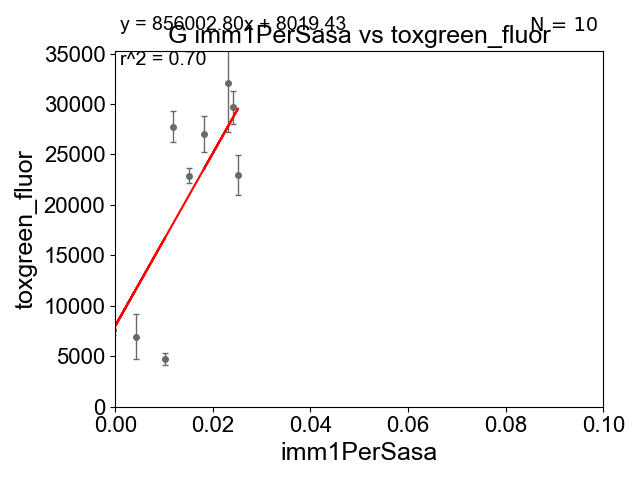 y = 856002.80x + 8019.43
N = 10
G imm1PerSasa vs toxgreen_fluor
r^2 = 0.70
35000
30000
25000
20000
15000
10000
5000
0
toxgreen_fluor
0.00 0.02 0.04 0.06 0.08 0.10
imm1PerSasa